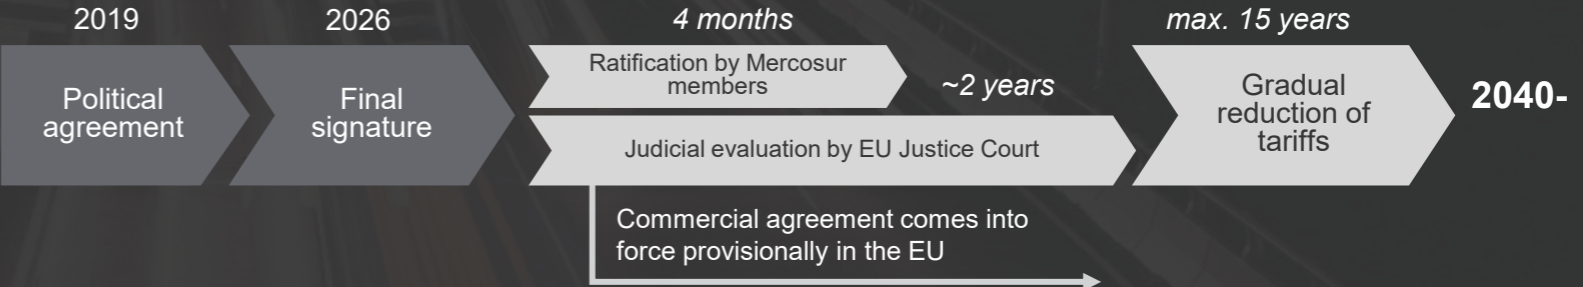 2019
2026
4 months
max. 15 years
Political
agreement
Final
signature
Ratification by Mercosur
members
~2 years
Judicial evaluation by EU Justice Court
Gradual
reduction of
tariffs
2040-
Commercial agreement comes into
force provisionally in the EU